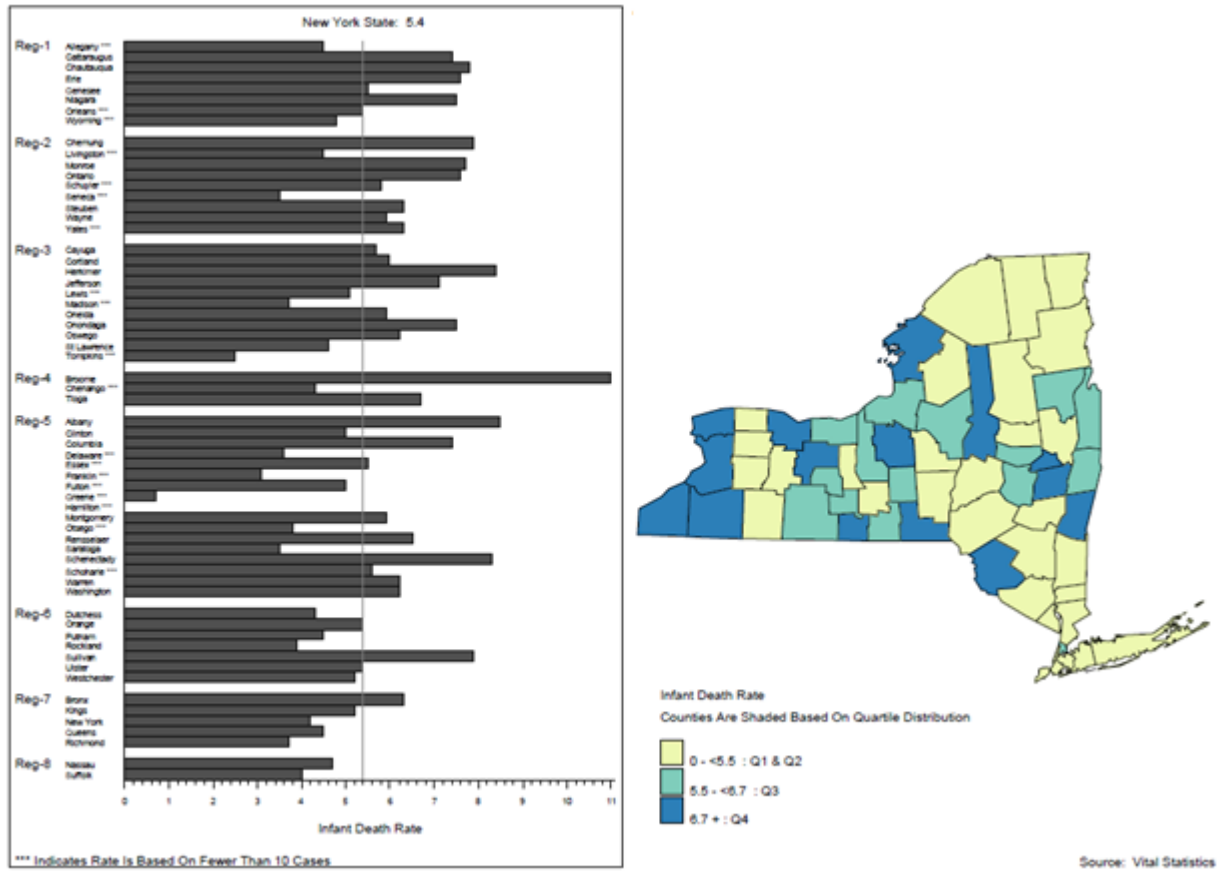 New York State: 5.4
Reg-1
Allegany ***
Cattaraugus
Chautauqua
Erie
Genesee
Niagara
Orleans ***
Wyoming ***
Reg-2
Chemung
Livingston ***
Monroe
Ontario
Schuyler ***
Seneca ***
Steuben
Wayne
Yates ***
Reg-3
Cayuga
Cortland
Herkimer
Jefferson
Lewis ***
Madison ***
Oneida
Onondaga
Oswego
St Lawrence
Tompkins ***
Reg-4
Broome
Chenango ***
Tioga
Reg-5
Albany
Clinton
Columbia
Delaware ***
Essex ***
Franklin ***
Fulton ***
Greene ***
Hamilton ***
Montgomery
Otsego ***
Rensselaer
Saratoga
Schenectady
Schoharie ***
Warren
Washington
Reg-6
Dutchess
Orange
Putnam
Rockland
Sullivan
Ulster
Westchester
Reg-7
Bronx
Kings
New York
Queens
Richmond
Reg-8
Nassau
Suffolk
0 1 2 3 4 5 6 7 8 9 10 11
Infant Death Rate
*** Indicates Rate Is Based On Fewer Than 10 Cases
Infant Death Rate
Counties Are Shaded Based On Quartile Distribution
0 - <5.5 : Q1 & Q2
5.5 - <6.7 : Q3
6.7 + : Q4
Source: Vital Statistics